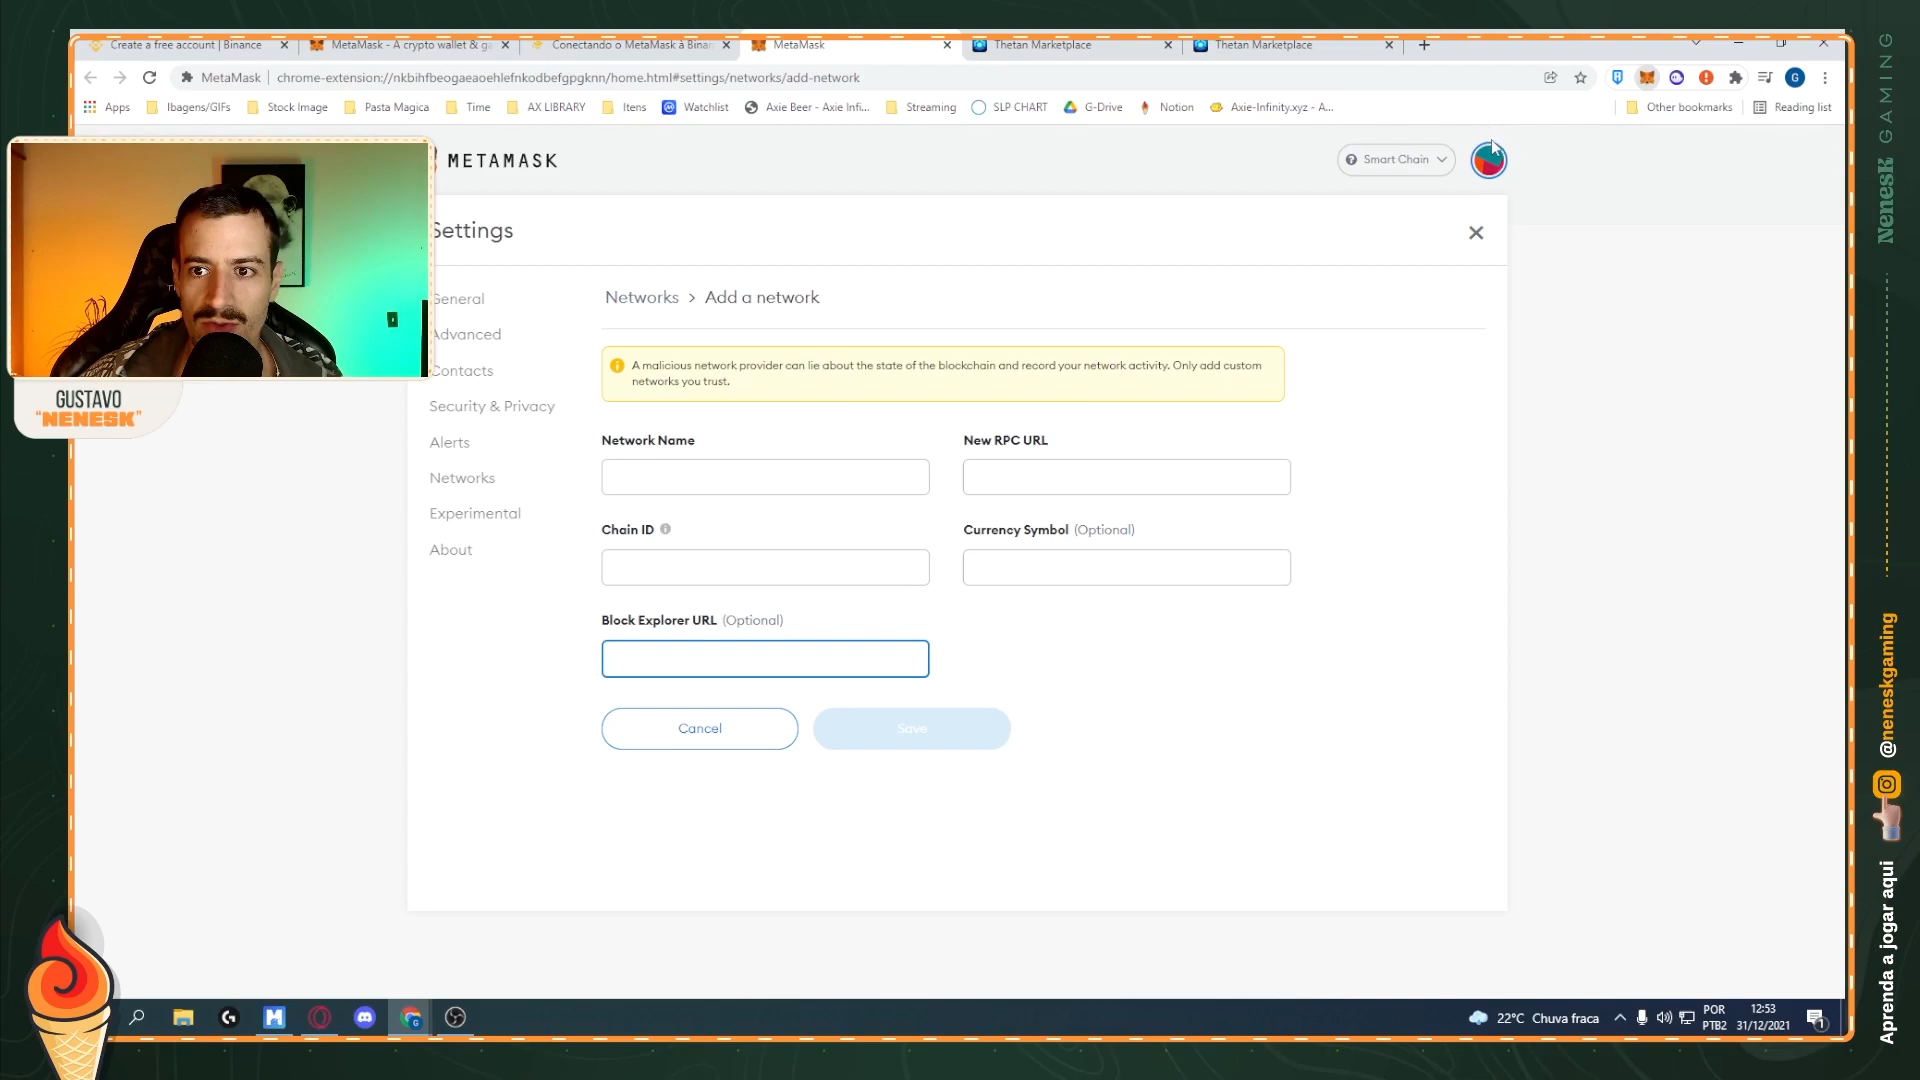 Create a free account | Binance
MetaMask - A crypto wallet & ga
Conectando o MetaMask à Binan
MetaMask
Thetan Marketplace
Thetan Marketplace
MetaMask
chrome-extension://nkbihfbeogaeaoehlefnkodbefgpgknn/home.html#settings/networks/add-network
G
Apps
Ibagens/GIFs
Stock Image
Pasta Magica
Time
AX LIBRARY
Itens
Watchlist
Axie Beer - Axie Infi...
Streaming
SLP CHART
G-Drive
Notion
Axie-Infinity.xyz - A...
Other bookmarks
Reading list
METAMASK
Smart Chain
Settings
General
Advanced
Contacts
Security & Privacy
Alerts
Networks
Experimental
About
Networks > Add a network
A malicious network provider can lie about the state of the blockchain and record your network activity. Only add custom
networks you trust.
Network Name
New RPC URL
Chain ID
Currency Symbol (Optional)
Block Explorer URL (Optional)
Cancel
Save
GUSTAVO
"NENESK"
Nenesk GAMING
@neneskgaming
Aprenda a jogar aqui
22°C Chuva fraca
POR
PTB2
12:53
31/12/2021
1